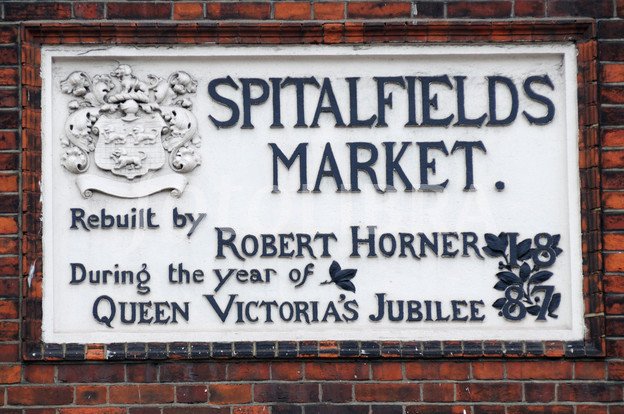 SPITALFIELDS
MARKET.
Rebuilt by
ROBERT HORNER 18
During the year of
87
QUEEN VICTORIA'S JUBILEE